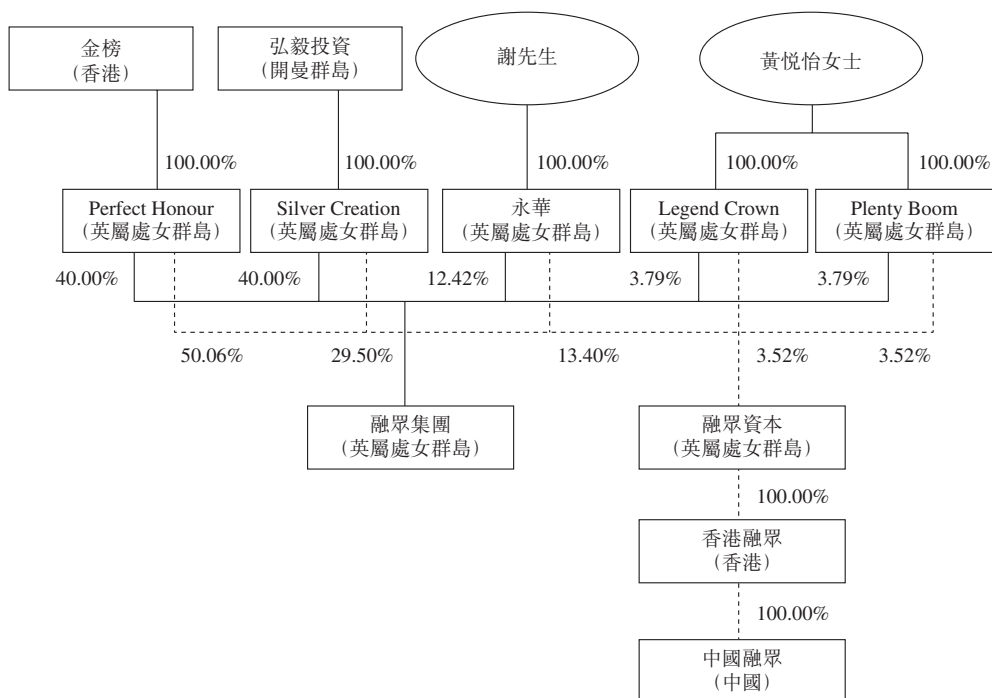 金榜
（香港）
弘毅投資
（開曼群島）
謝先生
黃悦怡女士
100.00%
100.00%
100.00%
100.00%
100.00%
Perfect Honour
（英屬處女群島）
Silver Creation
（英屬處女群島）
永華
（英屬處女群島）
Legend Crown
（英屬處女群島）
Plenty Boom
（英屬處女群島）
40.00%
40.00%
12.42%
3.79%
3.79%
50.06%
29.50%
13.40%
3.52%
3.52%
融眾集團
（英屬處女群島）
融眾資本
（英屬處女群島）
100.00%
香港融眾
（香港）
100.00%
中國融眾
（中國）